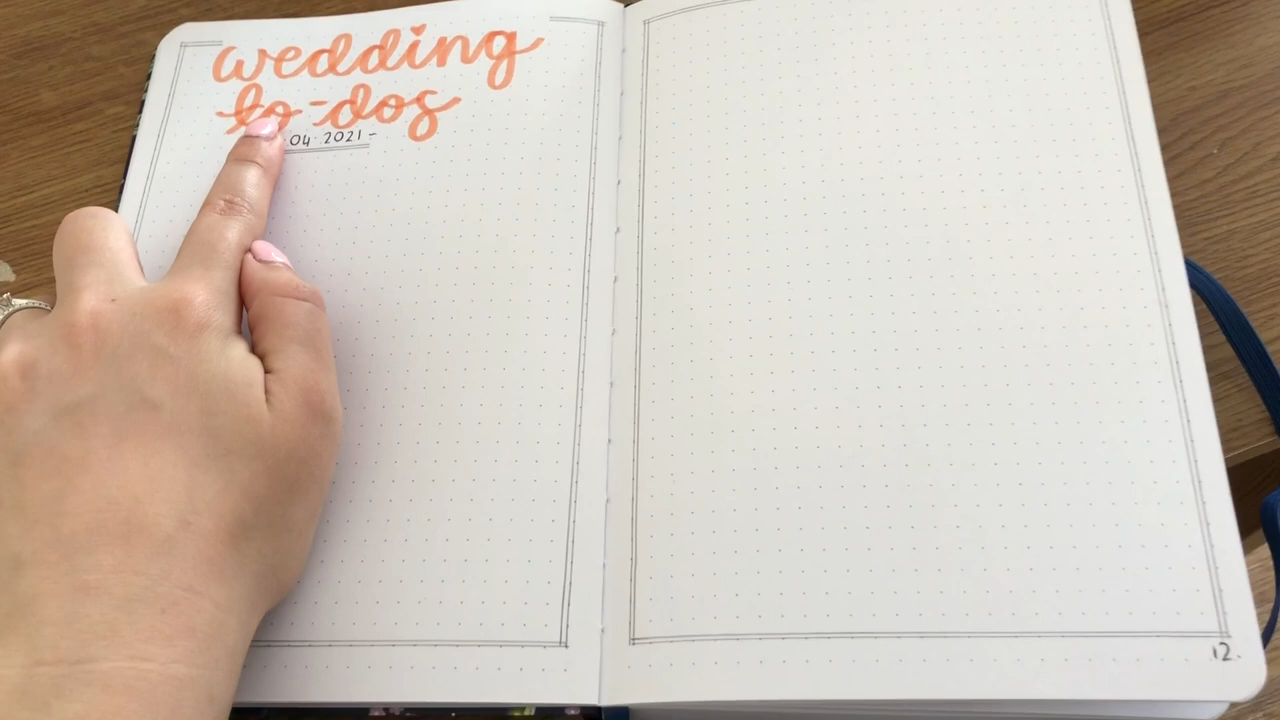 wedding
to-dos
.04.2021-
12.